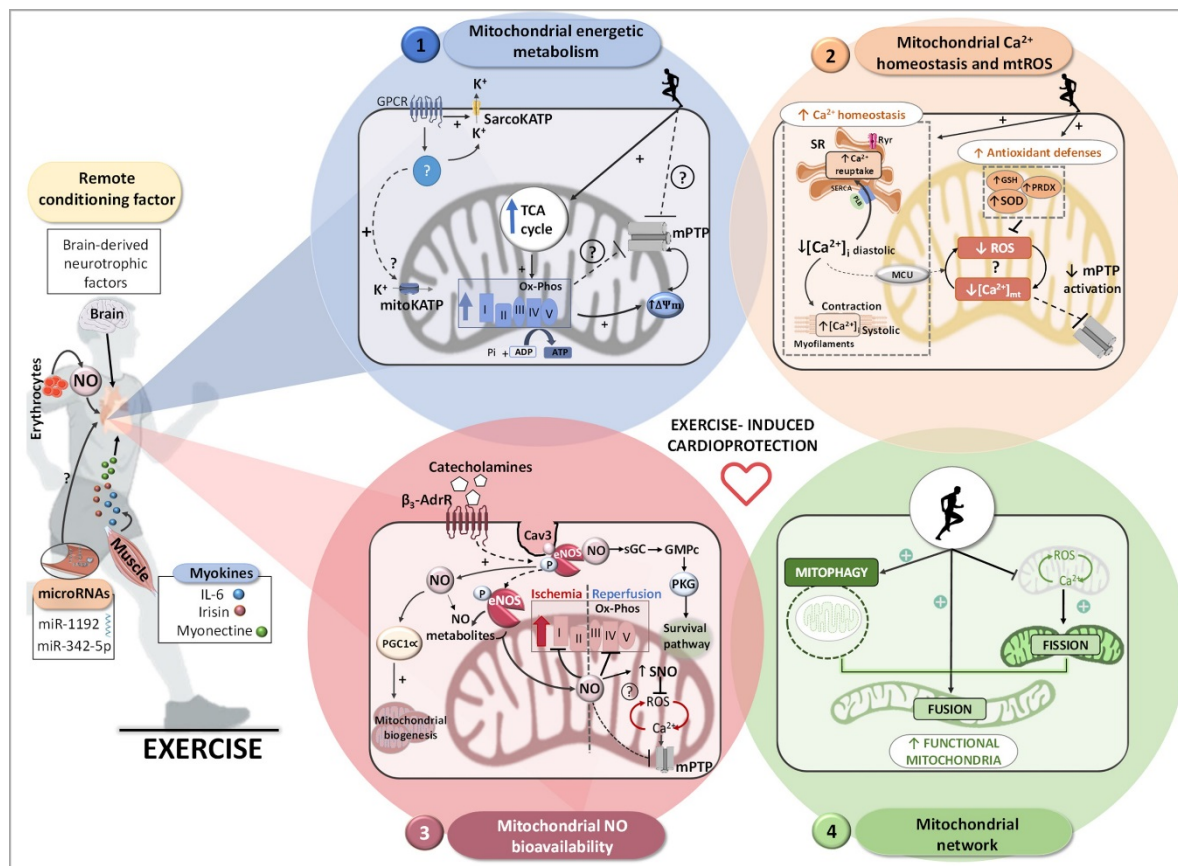 Remote
conditioning factor
Brain-derived
neurotrophic
factors
Brain
Erythrocytes
NO
?
Muscle
microRNAs
miR-1192
miR-342-5p
Myokines
IL-6
Irisin
Myonectine
EXERCISE
1
Mitochondrial energetic
metabolism
GPCR
K⁺
+
SarcoKATP
K⁺
?
+
+
+
?
K⁺
mitoKATP
TCA
cycle
+
Ox-Phos
I
II
III
IV
V
Pi
+
ADP
ATP
?
?
mPTP
+
↑ΔΨm
2
Mitochondrial Ca²⁺
homeostasis and mtROS
↑ Ca²⁺ homeostasis
+
+
SR
Ryr
↑ Ca²⁺
reuptake
SERCA
PLB
↑ Antioxidant defenses
↑GSH
↑PRDX
↑SOD
↓[Ca²⁺]i diastolic
MCU
↓ ROS
?
↓[Ca²⁺]mt
↓ mPTP
activation
Contraction
↑[Ca²⁺]i Systolic
Myofilaments
EXERCISE- INDUCED
CARDIOPROTECTION
Catecholamines
β₃-AdrR
Cav3
+
P
eNOS
NO
sGC
GMPc
PKG
Survival
pathway
NO
P
eNOS
NO
metabolites
PGC1∝
+
Mitochondrial
biogenesis
Ischemia
Reperfusion
Ox-Phos
I
II
III
IV
V
NO
?
↑ SNO
ROS
Ca²⁺
mPTP
3
Mitochondrial NO
bioavailability
MITOPHAGY
+
+
ROS
Ca²⁺
+
FISSION
FUSION
↑ FUNCTIONAL
MITOCHONDRIA
4
Mitochondrial
network